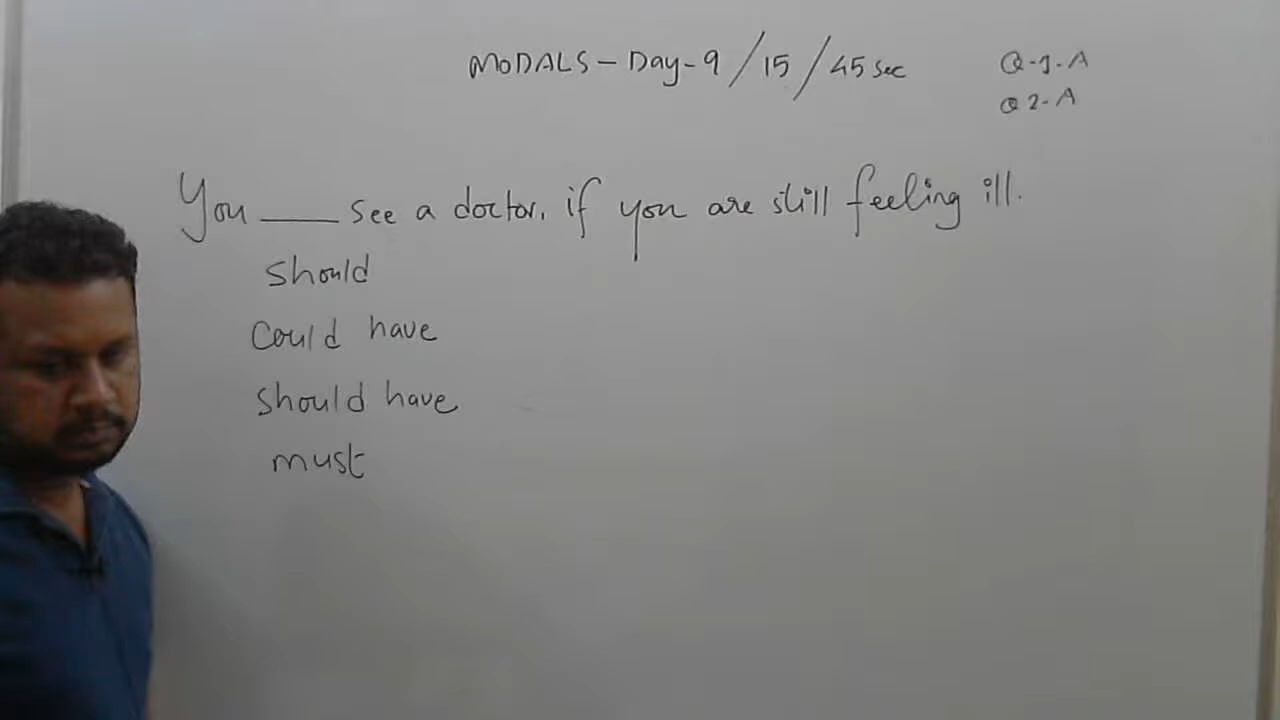 MODALS - Day - 9 / 15 / 45 sec
Q-1-A
Q 2-A
You ____ see a doctor, if you are still feeling ill.
should
could have
should have
must